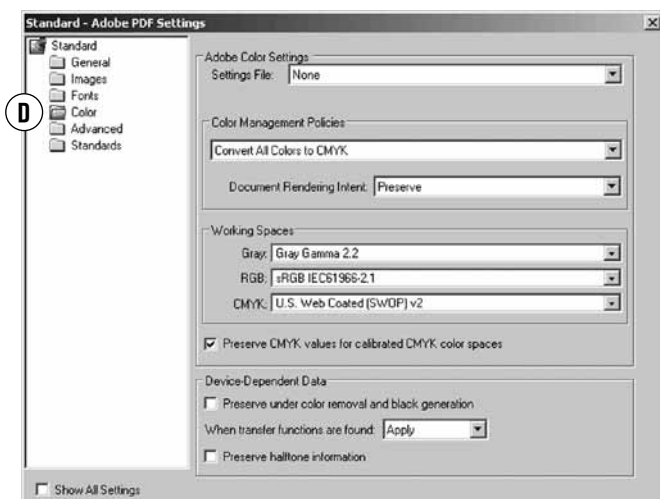 Standard - Adobe PDF Settings
Standard
General
Images
Fonts
D
Color
Advanced
Standards
Adobe Color Settings
Settings File: None
Color Management Policies
Convert All Colors to CMYK
Document Rendering Intent: Preserve
Working Spaces
Gray: Gray Gamma 2.2
RGB: sRGB IEC61966-2.1
CMYK: U.S. Web Coated (SWOP) v2
Preserve CMYK values for calibrated CMYK color spaces
Device-Dependent Data
Preserve under color removal and black generation
When transfer functions are found: Apply
Preserve halftone information
Show All Settings